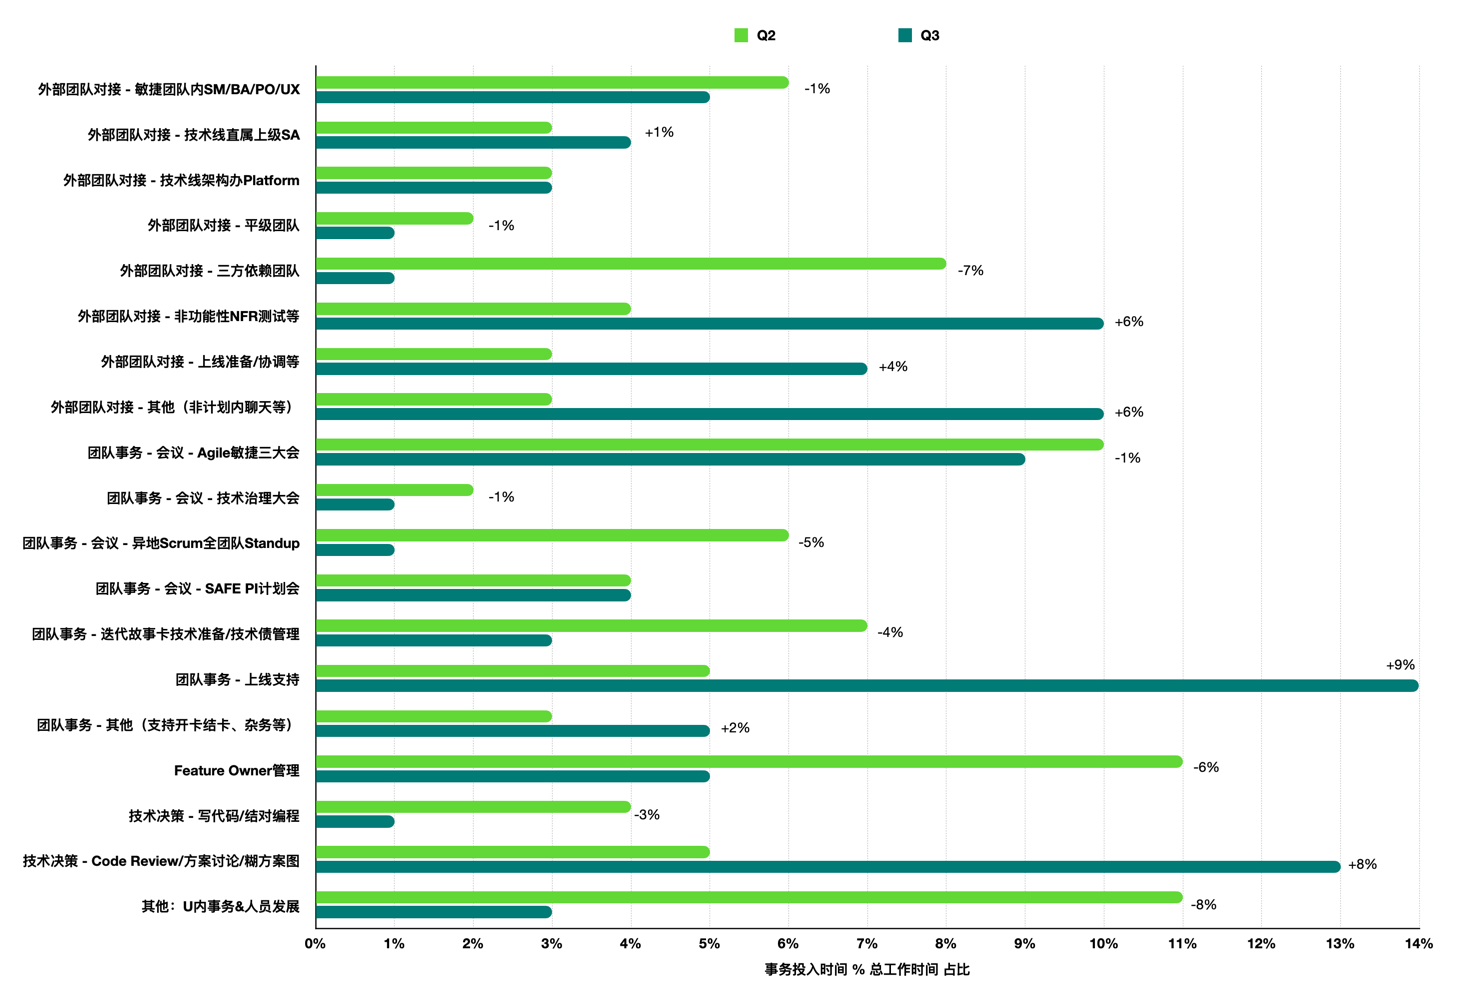 Q2
Q3
外部团队对接 - 敏捷团队内SM/BA/PO/UX
-1%
外部团队对接 - 技术线直属上级SA
+1%
外部团队对接 - 技术线架构办Platform
外部团队对接 - 平级团队
-1%
外部团队对接 - 三方依赖团队
-7%
外部团队对接 - 非功能性NFR测试等
+6%
外部团队对接 - 上线准备/协调等
+4%
外部团队对接 - 其他（非计划内聊天等）
+6%
团队事务 - 会议 - Agile敏捷三大会
-1%
团队事务 - 会议 - 技术治理大会
-1%
团队事务 - 会议 - 异地Scrum全团队Standup
-5%
团队事务 - 会议 - SAFE PI计划会
团队事务 - 迭代故事卡技术准备/技术债管理
-4%
团队事务 - 上线支持
+9%
团队事务 - 其他（支持开卡结卡、杂务等）
+2%
Feature Owner管理
-6%
技术决策 - 写代码/结对编程
-3%
技术决策 - Code Review/方案讨论/糊方案图
+8%
其他：U内事务&人员发展
-8%
0% 1% 2% 3% 4% 5% 6% 7% 8% 9% 10% 11% 12% 13% 14%
事务投入时间 % 总工作时间 占比